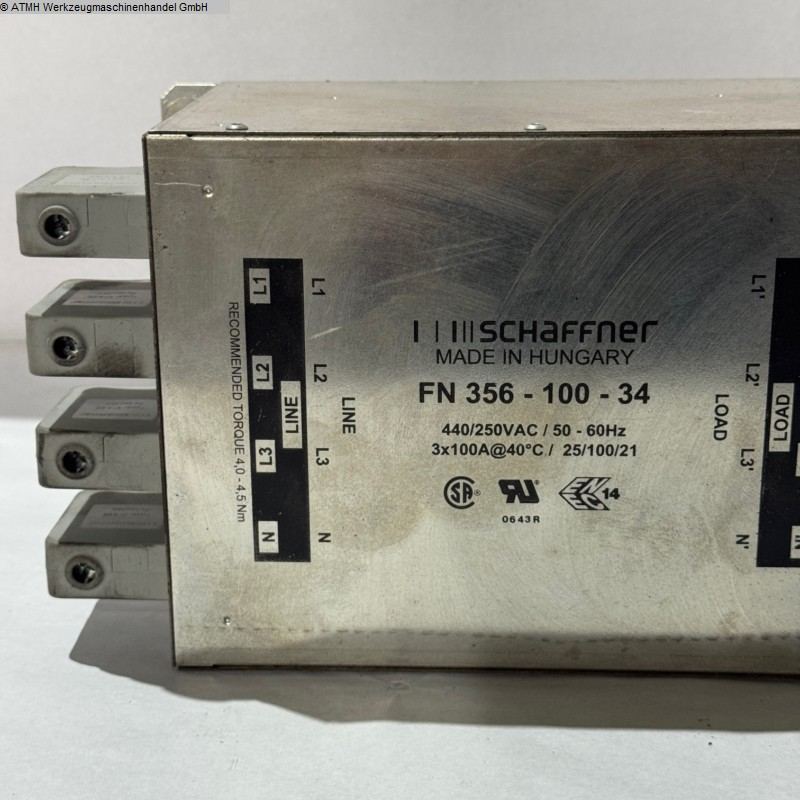 ® ATMH Werkzeugmaschinenhandel GmbH
L1
L2
L3
N
LINE
L1
L2
L3
N
LINE
RECOMMENDED TORQUE 4,0 - 4,5 Nm
SCHAFFNER
MADE IN HUNGARY
FN 356 - 100 - 34
440/250VAC / 50 - 60Hz
3x100A@40°C / 25/100/21
0643R
14
L1'
L2'
L3'
N'
LOAD
LOAD